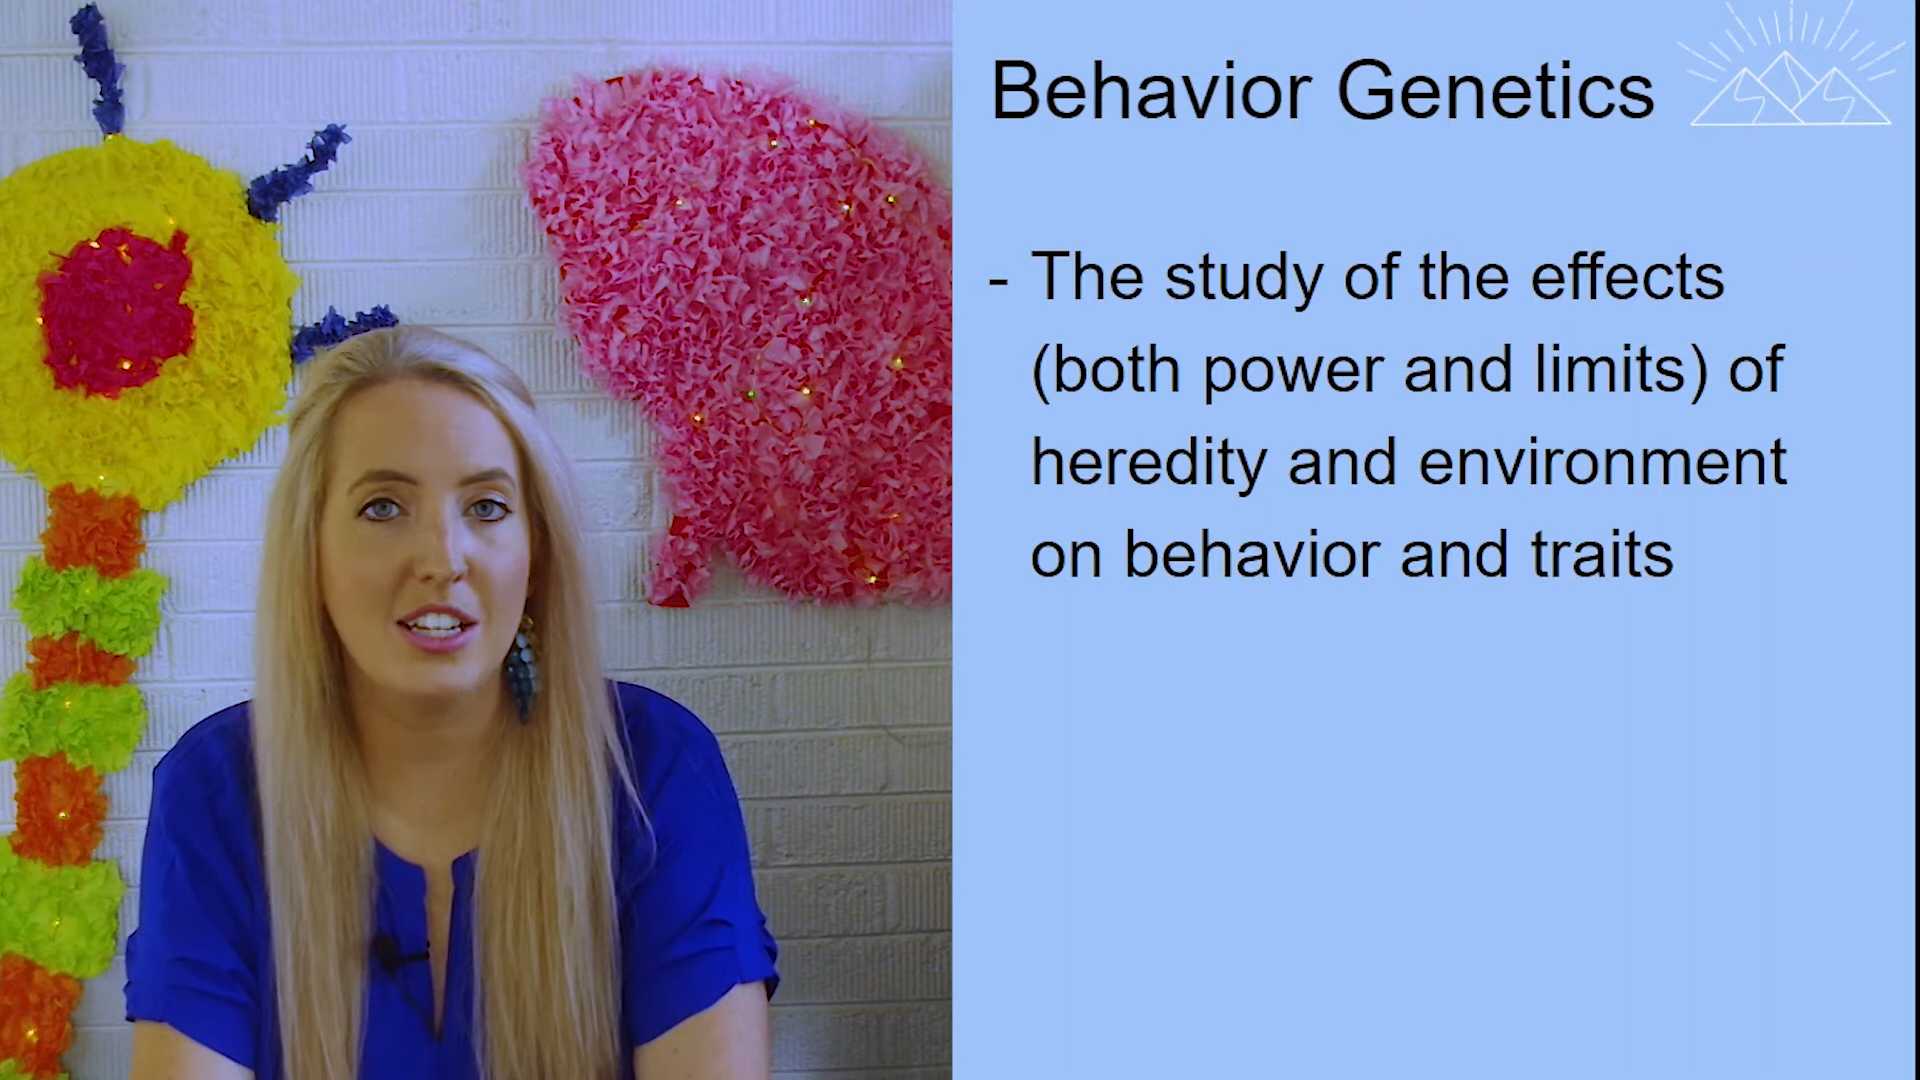 Behavior Genetics
- The study of the effects
(both power and limits) of
heredity and environment
on behavior and traits